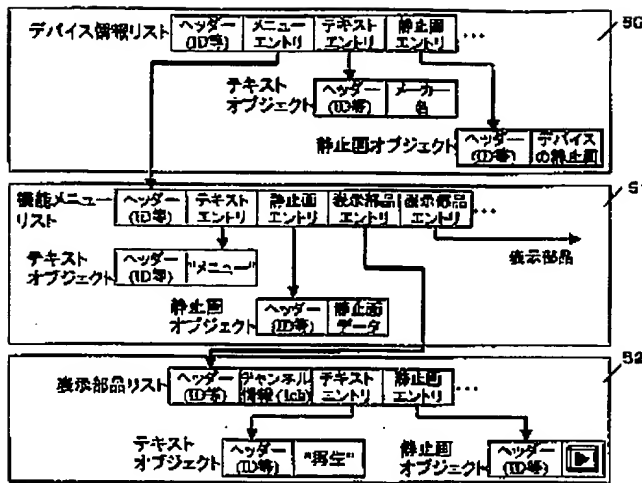 デバイス情報リスト
ヘッダー (ID等)
メニュー エントリ
テキスト エントリ
静止画 エントリ
...
テキスト オブジェクト
ヘッダー (ID等)
メーカー 名
静止画オブジェクト
ヘッダー (ID等)
デバイス の静止画
機能メニュー リスト
ヘッダー (ID等)
テキスト エントリ
静止画 エントリ
表示部品 エントリ
表示部品 エントリ
...
表示部品
テキスト オブジェクト
ヘッダー (ID等)
"メニュー"
静止画 オブジェクト
ヘッダー (ID等)
静止画 データ
表示部品リスト
ヘッダー (ID等)
チャンネル 情報(1ch)
テキスト エントリ
静止画 エントリ
...
テキスト オブジェクト
ヘッダー (ID等)
"再生"
静止画 オブジェクト
ヘッダー (ID等)